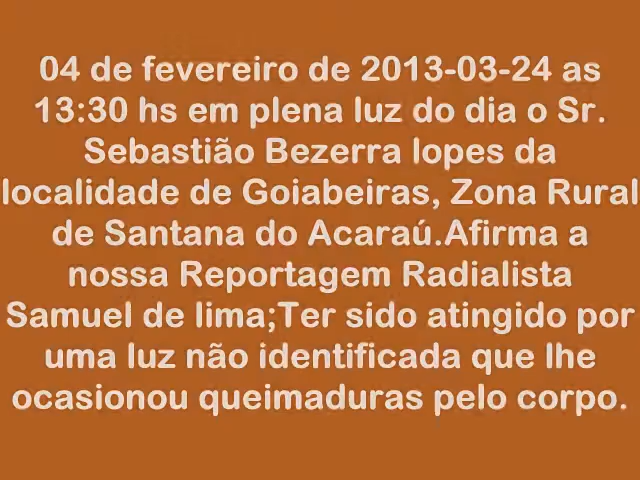 04 de fevereiro de 2013-03-24 as
13:30 hs em plena luz do dia o Sr.
Sebastião Bezerra lopes da
localidade de Goiabeiras, Zona Rural
de Santana do Acaraú.Afirma a
nossa Reportagem Radialista
Samuel de lima;Ter sido atingido por
uma luz não identificada que lhe
ocasionou queimaduras pelo corpo.